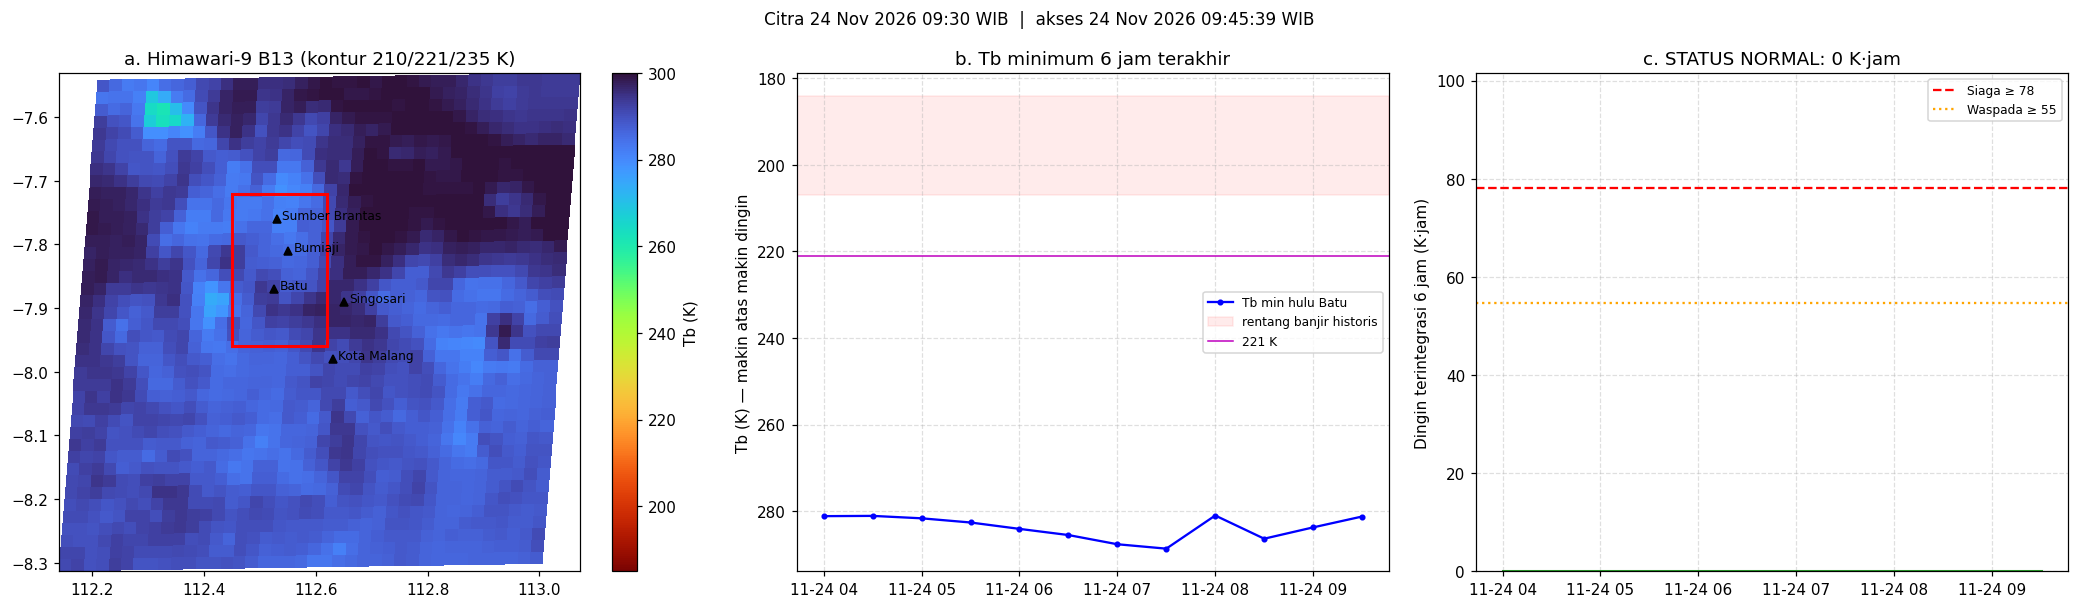 Citra 24 Nov 2026 09:30 WIB | akses 24 Nov 2026 09:45:39 WIB
a. Himawari-9 B13 (kontur 210/221/235 K)
−7.6
−7.7
−7.8
−7.9
−8.0
−8.1
−8.2
−8.3
112.2
112.4
112.6
112.8
113.0
Sumber Brantas
Bumiaji
Batu
Singosari
Kota Malang
300
280
260
240
220
200
Tb (K)
b. Tb minimum 6 jam terakhir
Tb (K) — makin atas makin dingin
180
200
220
240
260
280
Tb min hulu Batu
rentang banjir historis
221 K
11-24 04
11-24 05
11-24 06
11-24 07
11-24 08
11-24 09
c. STATUS NORMAL: 0 K·jam
Dingin terintegrasi 6 jam (K·jam)
100
80
60
40
20
0
Siaga ≥ 78
Waspada ≥ 55
11-24 04
11-24 05
11-24 06
11-24 07
11-24 08
11-24 09